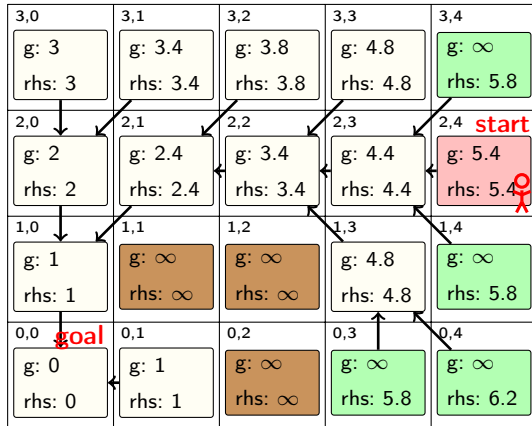 3,0 3,1 3,2 3,3 3,4
g: 3 g: 3.4 g: 3.8 g: 4.8 g: ∞
rhs: 3 rhs: 3.4 rhs: 3.8 rhs: 4.8 rhs: 5.8
2,0 2,1 2,2 2,3 2,4 start
g: 2 g: 2.4 g: 3.4 g: 4.4 g: 5.4
rhs: 2 rhs: 2.4 rhs: 3.4 rhs: 4.4 rhs: 5.4
1,0 1,1 1,2 1,3 1,4
g: 1 g: ∞ g: ∞ g: 4.8 g: ∞
rhs: 1 rhs: ∞ rhs: ∞ rhs: 4.8 rhs: 5.8
0,0 goal 0,1 0,2 0,3 0,4
g: 0 g: 1 g: ∞ g: ∞ g: ∞
rhs: 0 rhs: 1 rhs: ∞ rhs: 5.8 rhs: 6.2